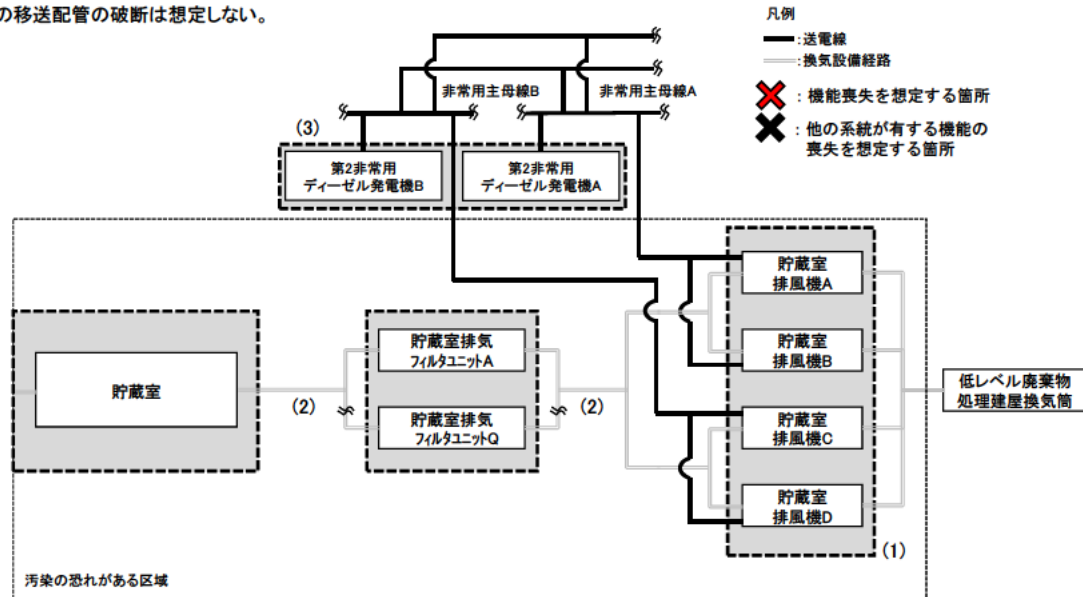 の移送配管の破断は想定しない。
凡例
:送電線
:換気設備経路
:機能喪失を想定する箇所
:他の系統が有する機能の
喪失を想定する箇所
非常用主母線B
非常用主母線A
(3)
第2非常用
ディーゼル発電機B
第2非常用
ディーゼル発電機A
貯蔵室
排風機A
貯蔵室
排風機B
貯蔵室
排風機C
貯蔵室
排風機D
(1)
貯蔵室
(2)
貯蔵室排気
フィルタユニットA
貯蔵室排気
フィルタユニットQ
(2)
低レベル廃棄物
処理建屋換気筒
汚染の恐れがある区域